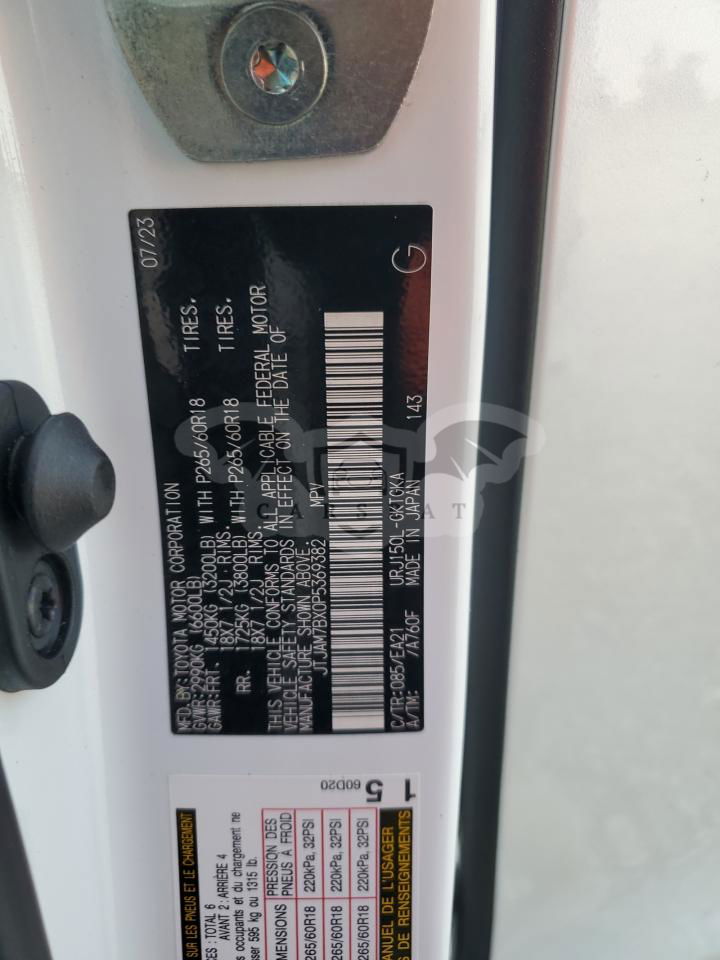 07/23
MFD.BY:TOYOTA MOTOR CORPORATION
GVWR:2990KG (6600LB)
GAWR:FRT. 1450KG (3200LB) WITH P265/60R18 TIRES,
18X7 1/2J RIMS.
RR. 1725KG (3800LB) WITH P265/60R18 TIRES,
18X7 1/2J RIMS.
THIS VEHICLE CONFORMS TO ALL APPLICABLE FEDERAL MOTOR
VEHICLE SAFETY STANDARDS IN EFFECT ON THE DATE OF
MANUFACTURE SHOWN ABOVE.
JTJAM7BX0P5369382 MPV
C/TR:085/EA21 URJ150L-GKTGKA 143
A/TM: /A760F MADE IN JAPAN
G
SUR LES PNEUS ET LE CHARGEMENT
: TOTAL 6
AVANT 2: ARRIÈRE 4
occupants et du chargement ne
595 kg ou 1315 lb.
PRESSION DES
PNEUS À FROID
265/60R18 220kPa, 32PSI
265/60R18 220kPa, 32PSI
265/60R18 220kPa, 32PSI
MANUEL DE L'USAGER
DE RENSEIGNEMENTS
1 5
60D20